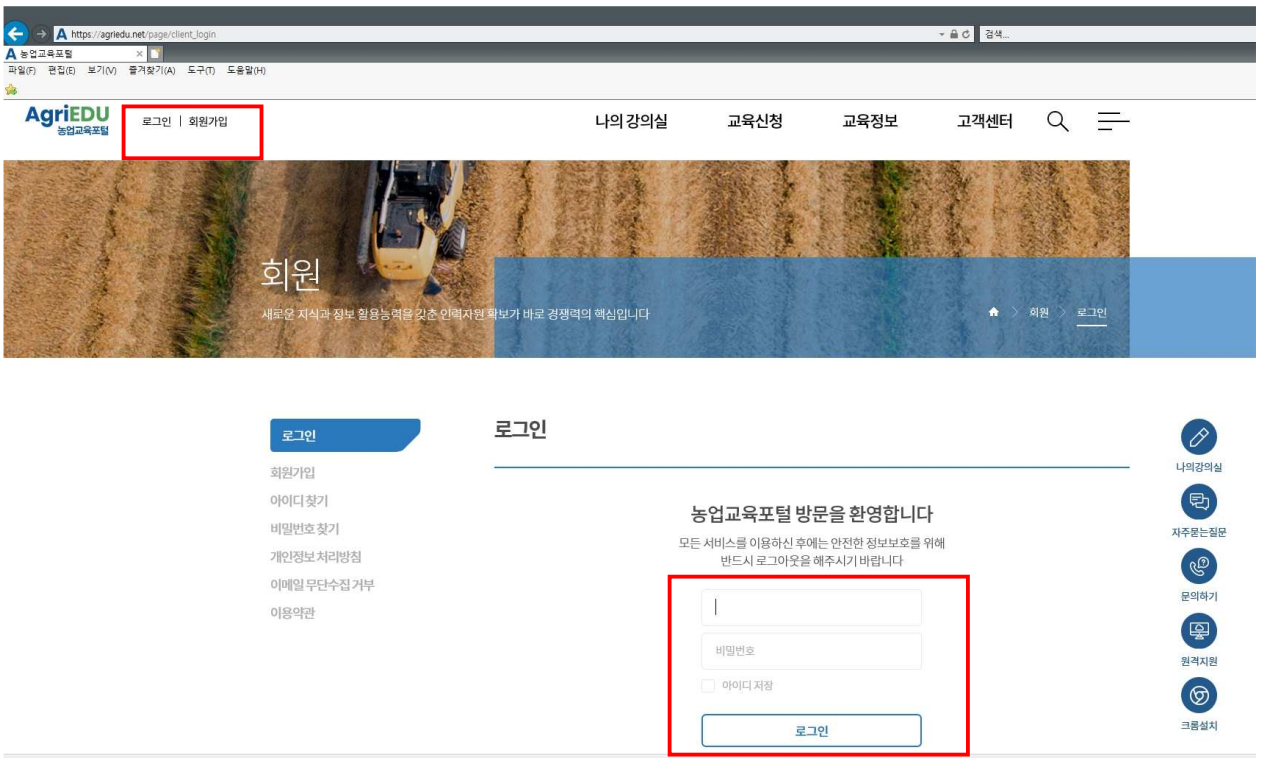 https://agriedu.net/page/client_login
검색...
농업교육포털
파일(F) 편집(E) 보기(V) 즐겨찾기(A) 도구(T) 도움말(H)
AgriEDU
농업교육포털
로그인 | 회원가입
나의 강의실 교육신청 교육정보 고객센터
회원
새로운 지식과 정보 활용능력을 갖춘 인력자원 확보가 바로 경쟁력의 핵심입니다
회원 > 로그인
로그인
회원가입
아이디 찾기
비밀번호 찾기
개인정보 처리방침
이메일 무단수집 거부
이용약관
로그인
농업교육포털 방문을 환영합니다
모든 서비스를 이용하신 후에는 안전한 정보보호를 위해
반드시 로그아웃을 해주시기 바랍니다
비밀번호
아이디 저장
로그인
나의강의실
자주묻는질문
문의하기
원격지원
크롬설치